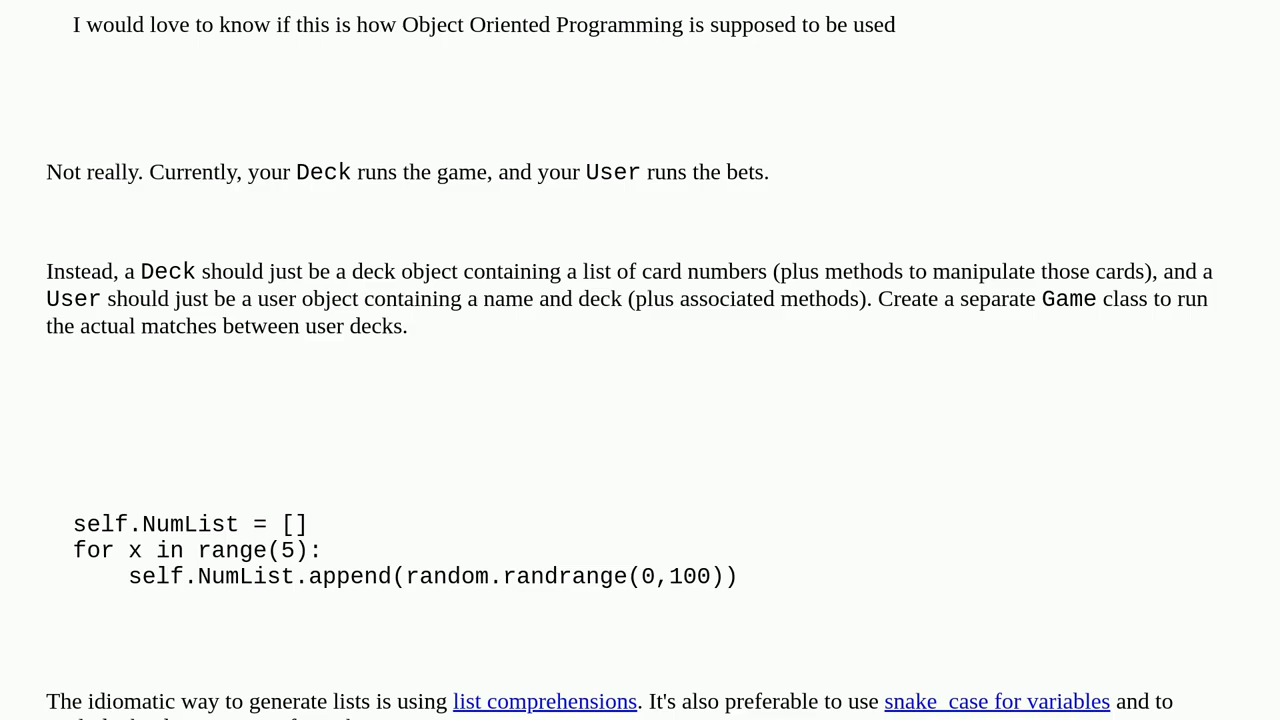 I would love to know if this is how Object Oriented Programming is supposed to be used
Not really. Currently, your Deck runs the game, and your User runs the bets.
Instead, a Deck should just be a deck object containing a list of card numbers (plus methods to manipulate those cards), and a
User should just be a user object containing a name and deck (plus associated methods). Create a separate Game class to run
the actual matches between user decks.
self.NumList = []
for x in range(5):
    self.NumList.append(random.randrange(0,100))
The idiomatic way to generate lists is using list comprehensions. It's also preferable to use snake_case for variables and to